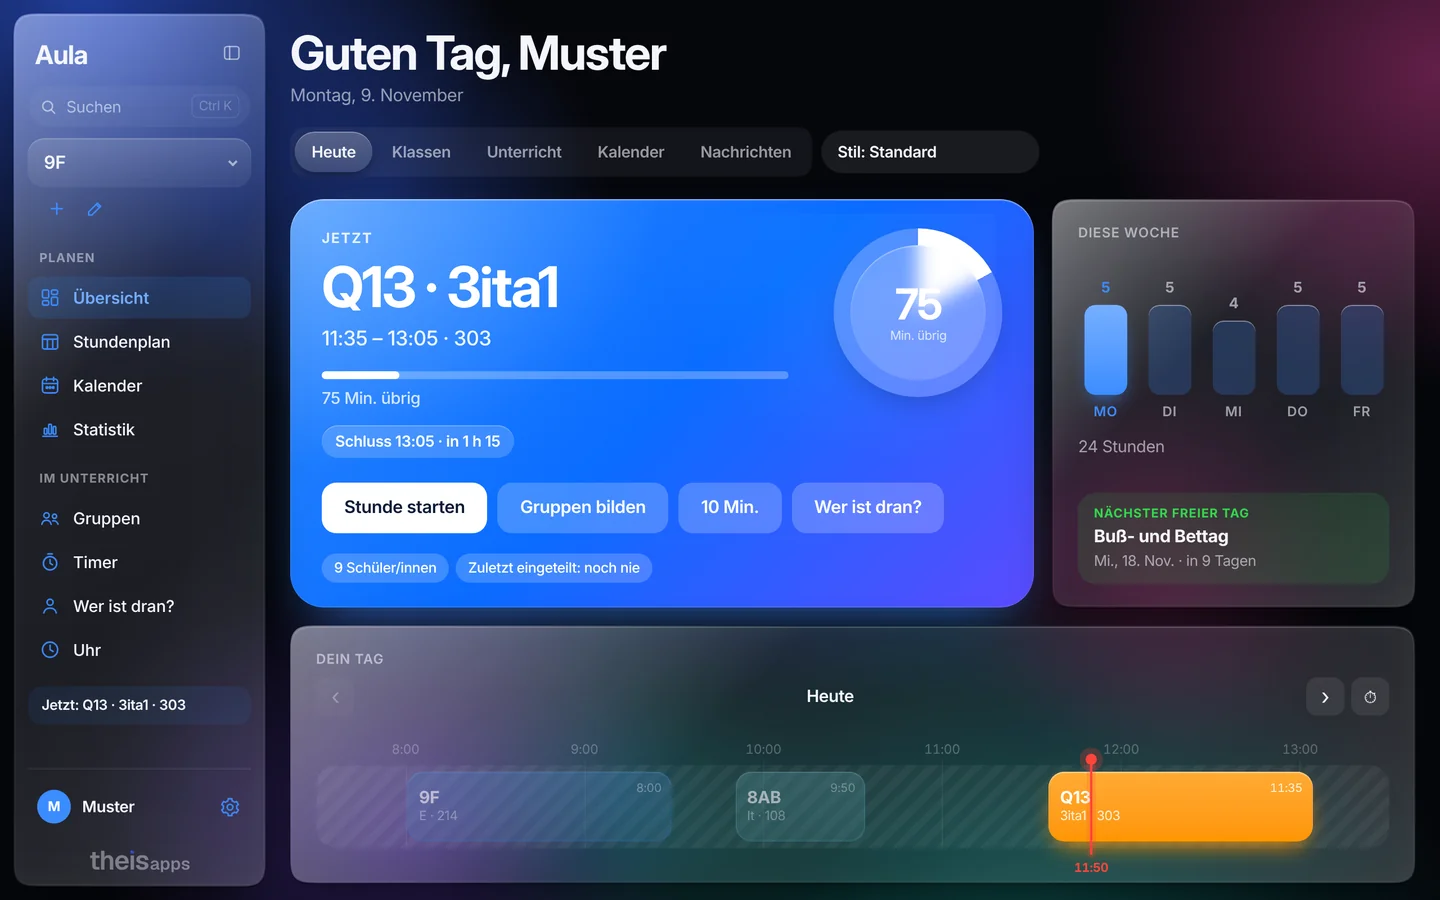 Aula
Suchen Ctrl K
9F
PLANEN
Übersicht
Stundenplan
Kalender
Statistik
IM UNTERRICHT
Gruppen
Timer
Wer ist dran?
Uhr
Jetzt: Q13 · 3ita1 · 303
M Muster
theisapps
Guten Tag, Muster
Montag, 9. November
Heute Klassen Unterricht Kalender Nachrichten Stil: Standard
JETZT
Q13 · 3ita1
11:35 – 13:05 · 303
75 Min. übrig
Schluss 13:05 · in 1 h 15
75
Min. übrig
Stunde starten Gruppen bilden 10 Min. Wer ist dran?
9 Schüler/innen Zuletzt eingeteilt: noch nie
DIESE WOCHE
5 5 4 5 5
MO DI MI DO FR
24 Stunden
NÄCHSTER FREIER TAG
Buß- und Bettag
Mi., 18. Nov. · in 9 Tagen
DEIN TAG
Heute
8:00 9:00 10:00 11:00 12:00 13:00
9F 8:00
E · 214
8AB 9:50
It · 108
Q13 11:35
3ita1 303
11:50